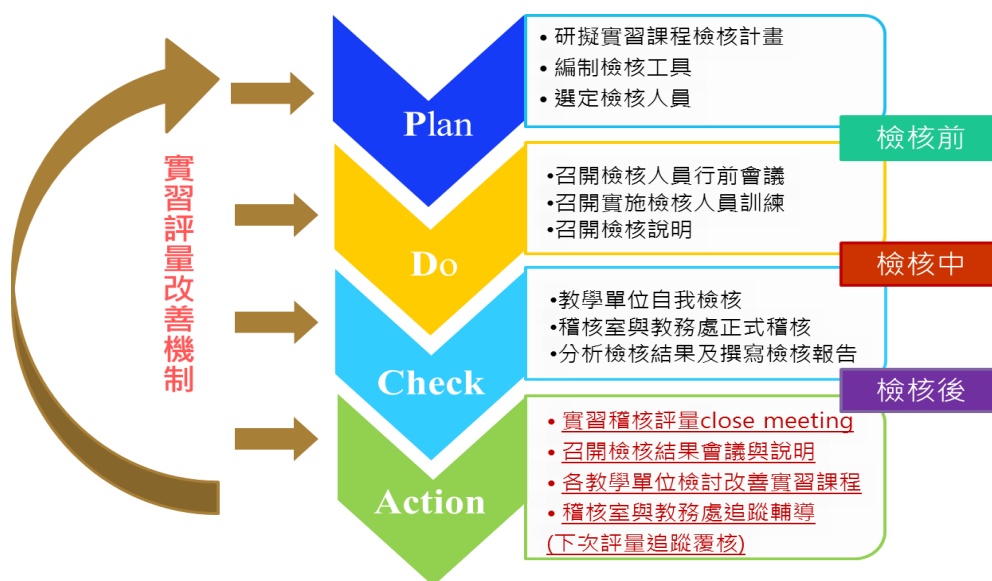 實習評量改善機制
Plan
• 研擬實習課程檢核計畫
• 編制檢核工具
• 選定檢核人員
檢核前
Do
•召開檢核人員行前會議
•召開實施檢核人員訓練
•召開檢核說明
檢核中
Check
•教學單位自我檢核
•稽核室與教務處正式稽核
•分析檢核結果及撰寫檢核報告
檢核後
Action
• 實習稽核評量close meeting
• 召開檢核結果會議與說明
• 各教學單位檢討改善實習課程
• 稽核室與教務處追蹤輔導
(下次評量追蹤覆核)